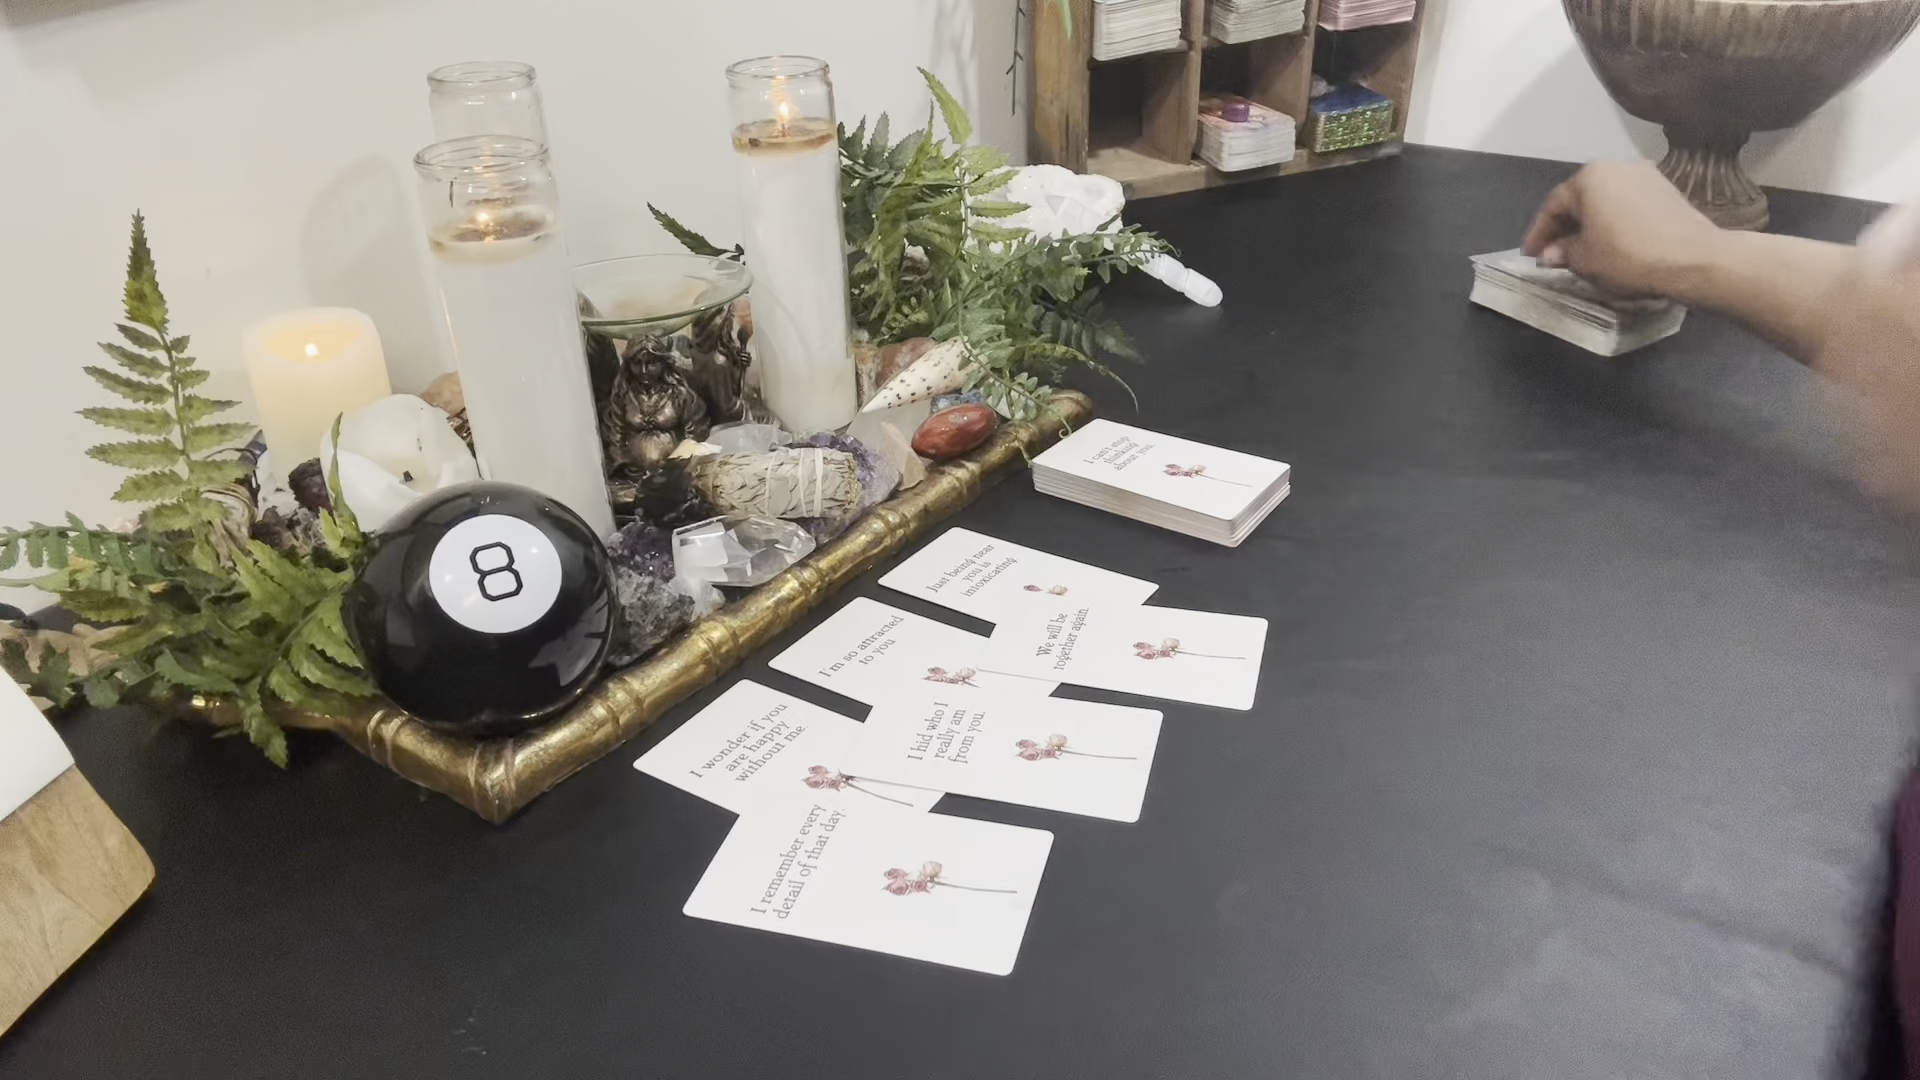 I can't stop
thinking
about you.
Just being near
you is
intoxicating
We will be
together again.
I'm so attracted
to you
I hid who I
really am
from you.
I wonder if you
are happy
without me.
I remember every
detail of that day.
8